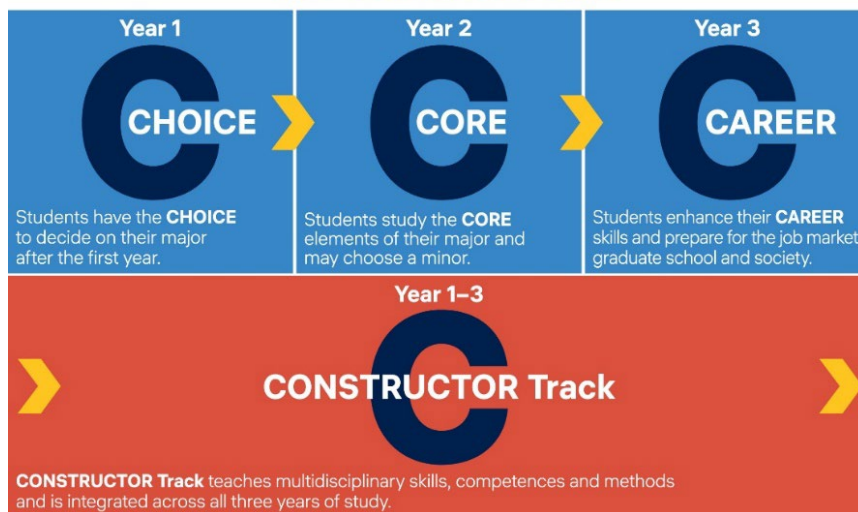 Year 1
CHOICE
Students have the CHOICE
to decide on their major
after the first year.
Year 2
CORE
Students study the CORE
elements of their major and
may choose a minor.
Year 3
CAREER
Students enhance their CAREER
skills and prepare for the job market
graduate school and society.
Year 1–3
CONSTRUCTOR Track
CONSTRUCTOR Track teaches multidisciplinary skills, competences and methods
and is integrated across all three years of study.